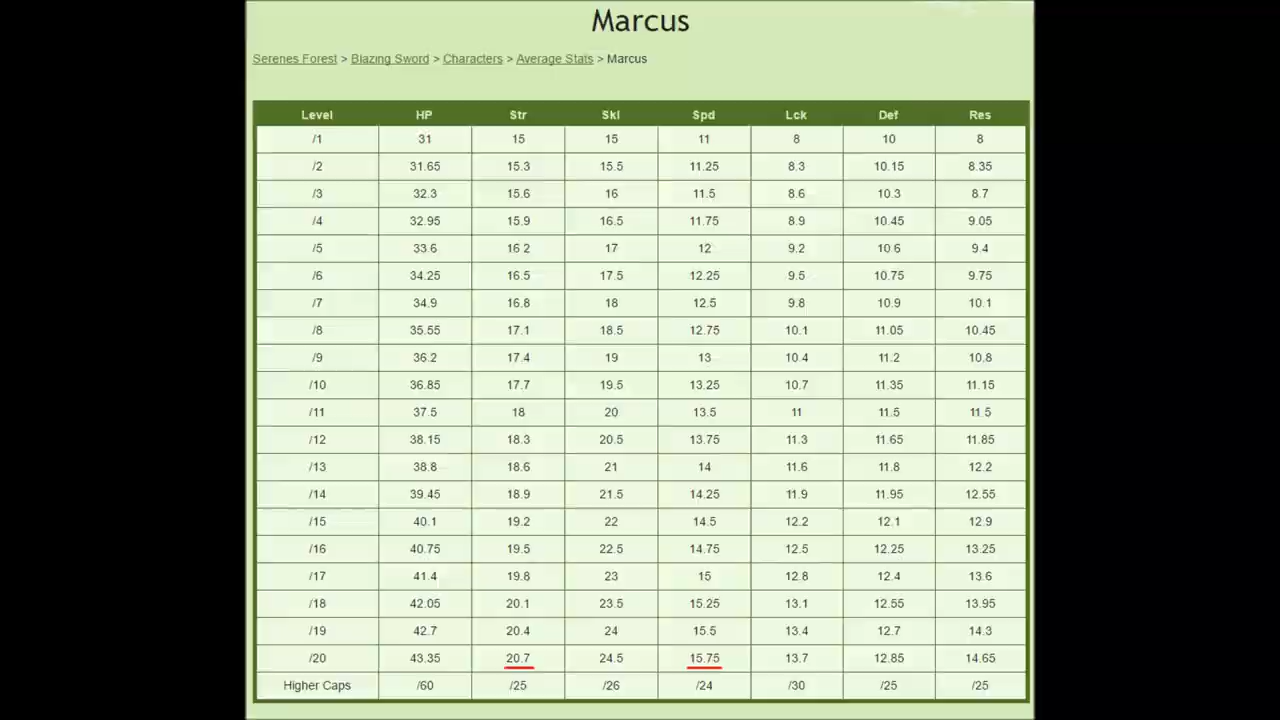 Marcus
Serenes Forest > Blazing Sword > Characters > Average Stats > Marcus
Level HP Str Skl Spd Lck Def Res
/1 31 15 15 11 8 10 8
/2 31.65 15.3 15.5 11.25 8.3 10.15 8.35
/3 32.3 15.6 16 11.5 8.6 10.3 8.7
/4 32.95 15.9 16.5 11.75 8.9 10.45 9.05
/5 33.6 16.2 17 12 9.2 10.6 9.4
/6 34.25 16.5 17.5 12.25 9.5 10.75 9.75
/7 34.9 16.8 18 12.5 9.8 10.9 10.1
/8 35.55 17.1 18.5 12.75 10.1 11.05 10.45
/9 36.2 17.4 19 13 10.4 11.2 10.8
/10 36.85 17.7 19.5 13.25 10.7 11.35 11.15
/11 37.5 18 20 13.5 11 11.5 11.5
/12 38.15 18.3 20.5 13.75 11.3 11.65 11.85
/13 38.8 18.6 21 14 11.6 11.8 12.2
/14 39.45 18.9 21.5 14.25 11.9 11.95 12.55
/15 40.1 19.2 22 14.5 12.2 12.1 12.9
/16 40.75 19.5 22.5 14.75 12.5 12.25 13.25
/17 41.4 19.8 23 15 12.8 12.4 13.6
/18 42.05 20.1 23.5 15.25 13.1 12.55 13.95
/19 42.7 20.4 24 15.5 13.4 12.7 14.3
/20 43.35 20.7 24.5 15.75 13.7 12.85 14.65
Higher Caps /60 /25 /26 /24 /30 /25 /25